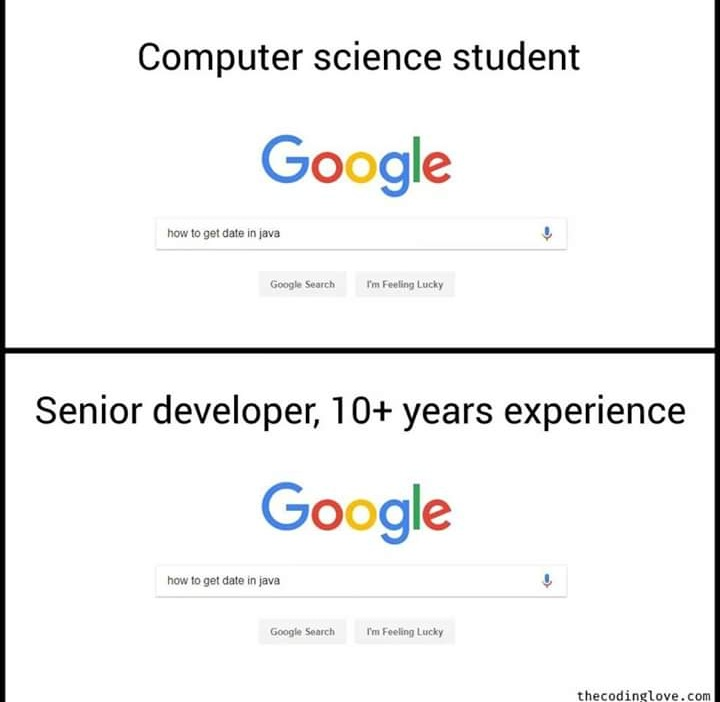 Computer science student
Google
how to get date in java
Google Search I'm Feeling Lucky
Senior developer, 10+ years experience
Google
how to get date in java
Google Search I'm Feeling Lucky
thecodinglove.com